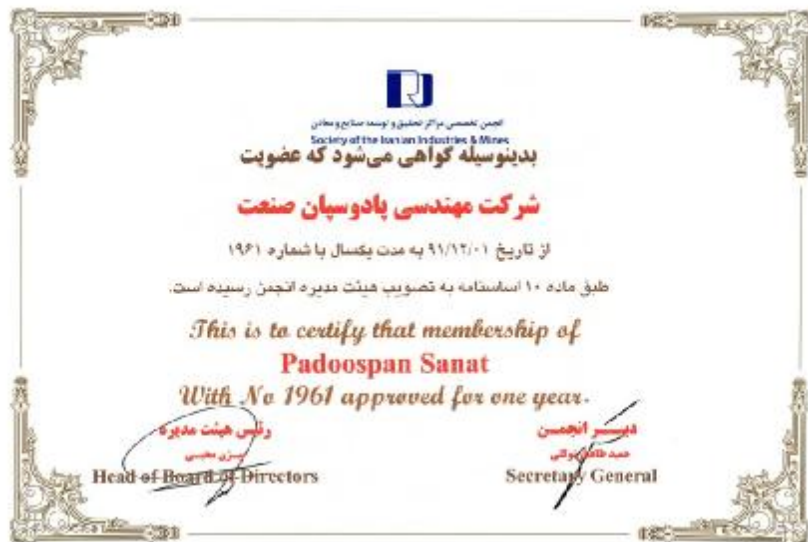 انجمن تخصصی مراکز تحقیق و توسعه صنایع و معادن
Society of the Iranian Industries & Mines
بدینوسیله گواهی می‌شود که عضویت
شرکت مهندسی پادوسپان صنعت
از تاریخ ۹۱/۱۲/۰۱ به مدت یکسال با شماره ۱۹۶۱
طبق ماده ۱۰ اساسنامه به تصویب هیئت مدیره انجمن رسیده است.
This is to certify that membership of
Padoospan Sanat
With No 1961 approved for one year.
دبیر انجمن
رئیس هیئت مدیره
حمید
Secretary General
Head of Board of Directors